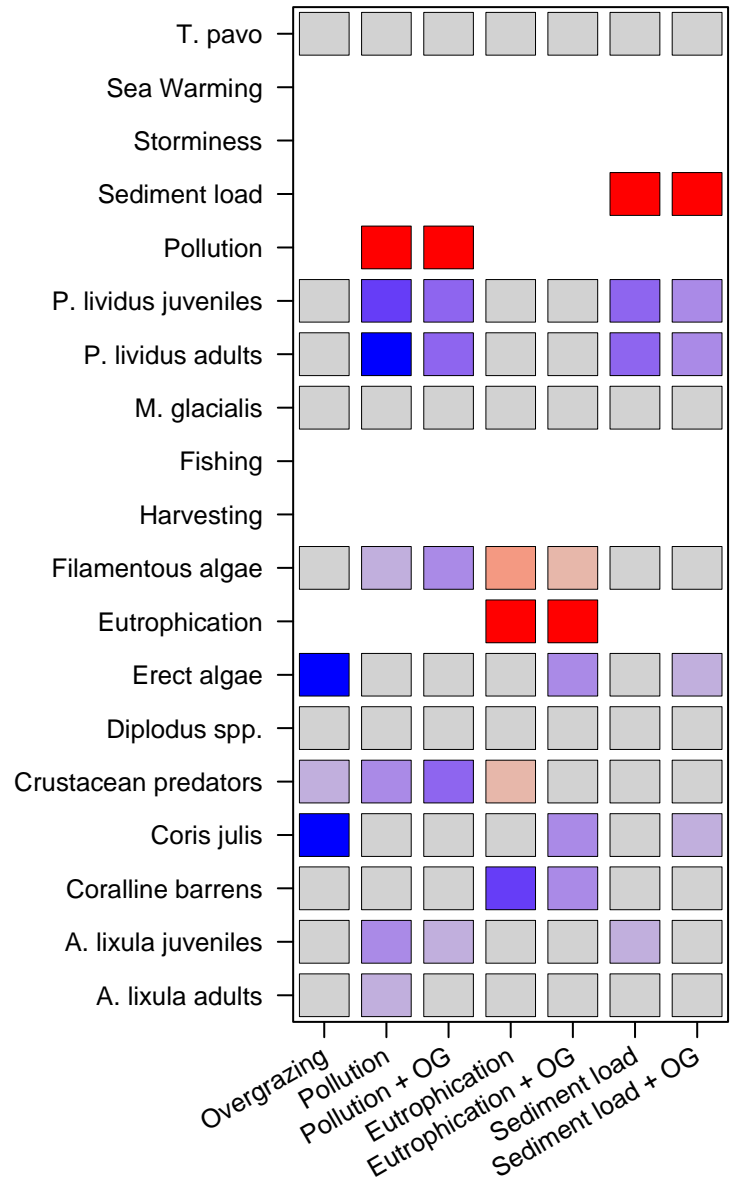 T. pavo
Sea Warming
Storminess
Sediment load
Pollution
P. lividus juveniles
P. lividus adults
M. glacialis
Fishing
Harvesting
Filamentous algae
Eutrophication
Erect algae
Diplodus spp.
Crustacean predators
Coris julis
Coralline barrens
A. lixula juveniles
A. lixula adults
Overgrazing
Pollution
Pollution + OG
Eutrophication
Eutrophication + OG
Sediment load
Sediment load + OG